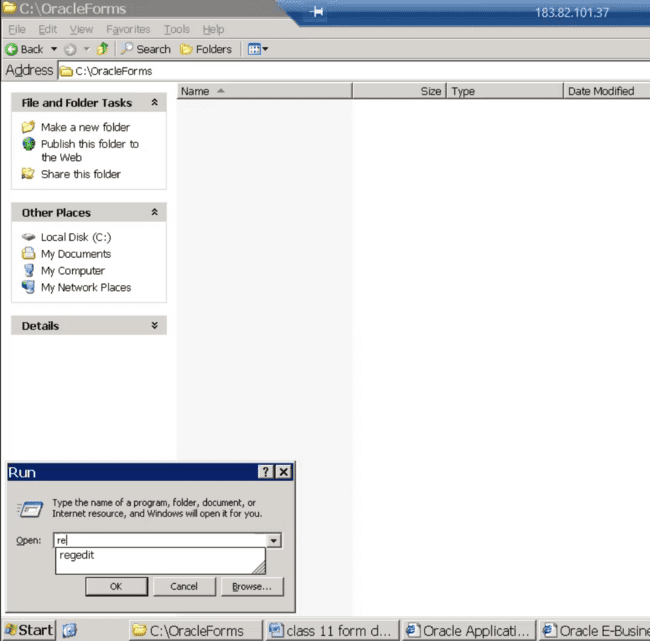 C:\OracleForms
183.82.101.37
File Edit View Favorites Tools Help
Back Search Folders
Address C:\OracleForms
File and Folder Tasks
Make a new folder
Publish this folder to
the Web
Share this folder
Other Places
Local Disk (C:)
My Documents
My Computer
My Network Places
Details
Name Size Type Date Modified
Run
Type the name of a program, folder, document, or
Internet resource, and Windows will open it for you.
Open: re
regedit
OK Cancel Browse...
Start C:\OracleForms class 11 form d... Oracle Applicati... Oracle E-Busin